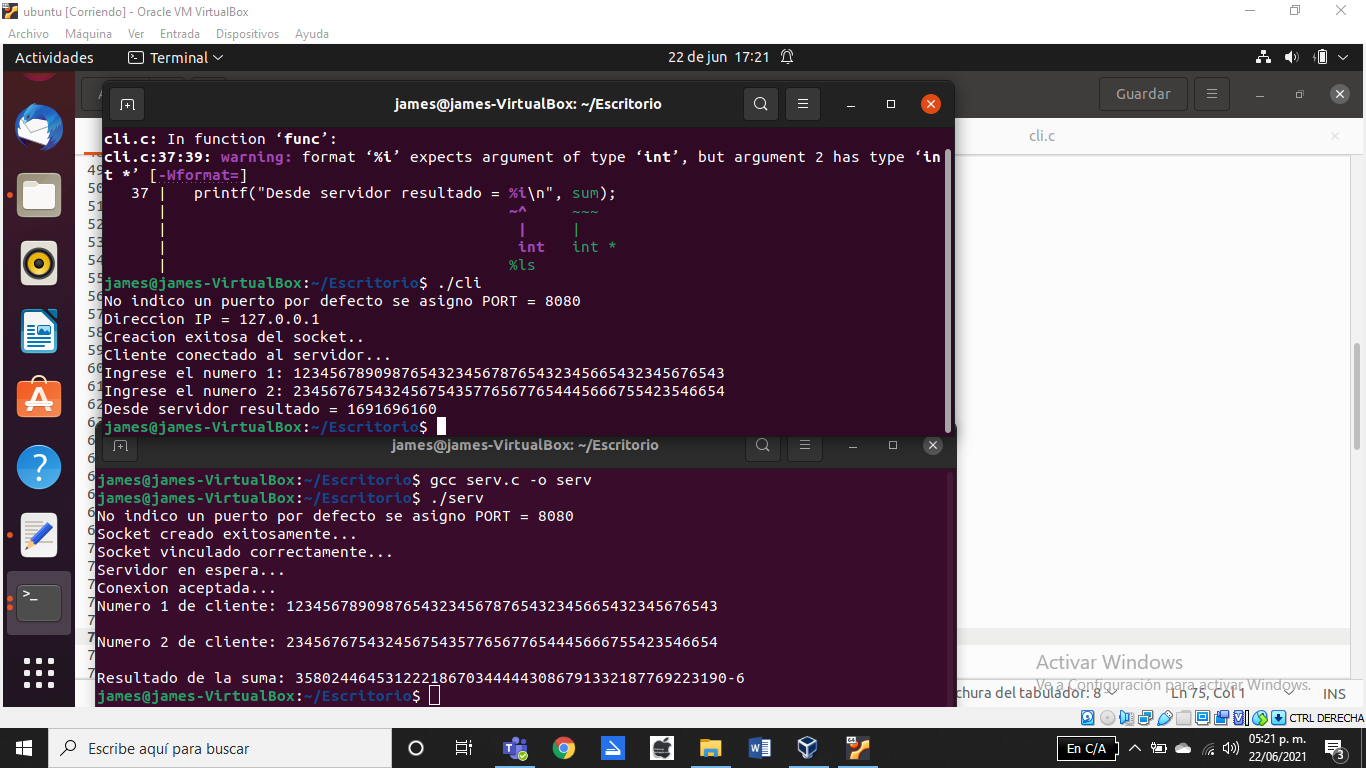 ubuntu [Corriendo] - Oracle VM VirtualBox
Archivo Máquina Ver Entrada Dispositivos Ayuda
Actividades Terminal 22 de jun 17:21
james@james-VirtualBox: ~/Escritorio
Guardar
cli.c
cli.c: In function ‘func’:
cli.c:37:39: warning: format ‘%i’ expects argument of type ‘int’, but argument 2 has type ‘in
t *’ [-Wformat=]
37 | printf("Desde servidor resultado = %i\n", sum);
| ~^ ~~~
| | |
| int int *
| %ls
james@james-VirtualBox:~/Escritorio$ ./cli
No indico un puerto por defecto se asigno PORT = 8080
Direccion IP = 127.0.0.1
Creacion exitosa del socket..
Cliente conectado al servidor...
Ingrese el numero 1: 123456789098765432345678765432345665432345676543
Ingrese el numero 2: 234567675432456754357765677654445666755423546654
Desde servidor resultado = 1691696160
james@james-VirtualBox:~/Escritorio$
james@james-VirtualBox: ~/Escritorio
james@james-VirtualBox:~/Escritorio$ gcc serv.c -o serv
james@james-VirtualBox:~/Escritorio$ ./serv
No indico un puerto por defecto se asigno PORT = 8080
Socket creado exitosamente...
Socket vinculado correctamente...
Servidor en espera...
Conexion aceptada...
Numero 1 de cliente: 123456789098765432345678765432345665432345676543
Numero 2 de cliente: 234567675432456754357765677654445666755423546654
Resultado de la suma: 358024464531222186703444443086791332187769223190-6
james@james-VirtualBox:~/Escritorio$
Activar Windows
Ve a Configuración para activar Windows.
chura del tabulador: 8 Ln 75, Col 1 INS
CTRL DERECHA
Escribe aquí para buscar
En C/A
05:21 p. m.
22/06/2021
3